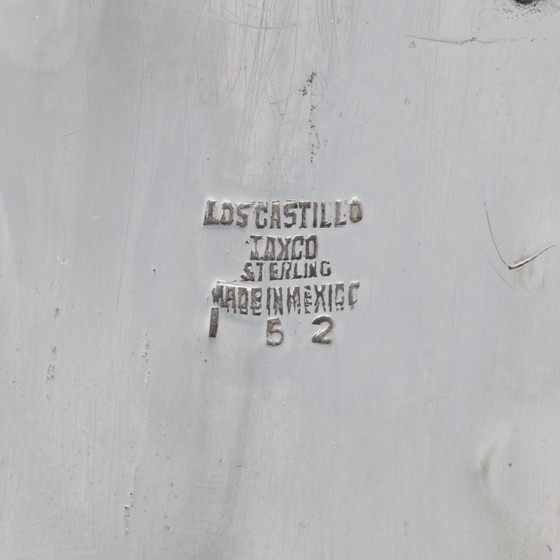 LOS CASTILLO
TAXCO
STERLING
MADE IN MEXICO
1 5 2